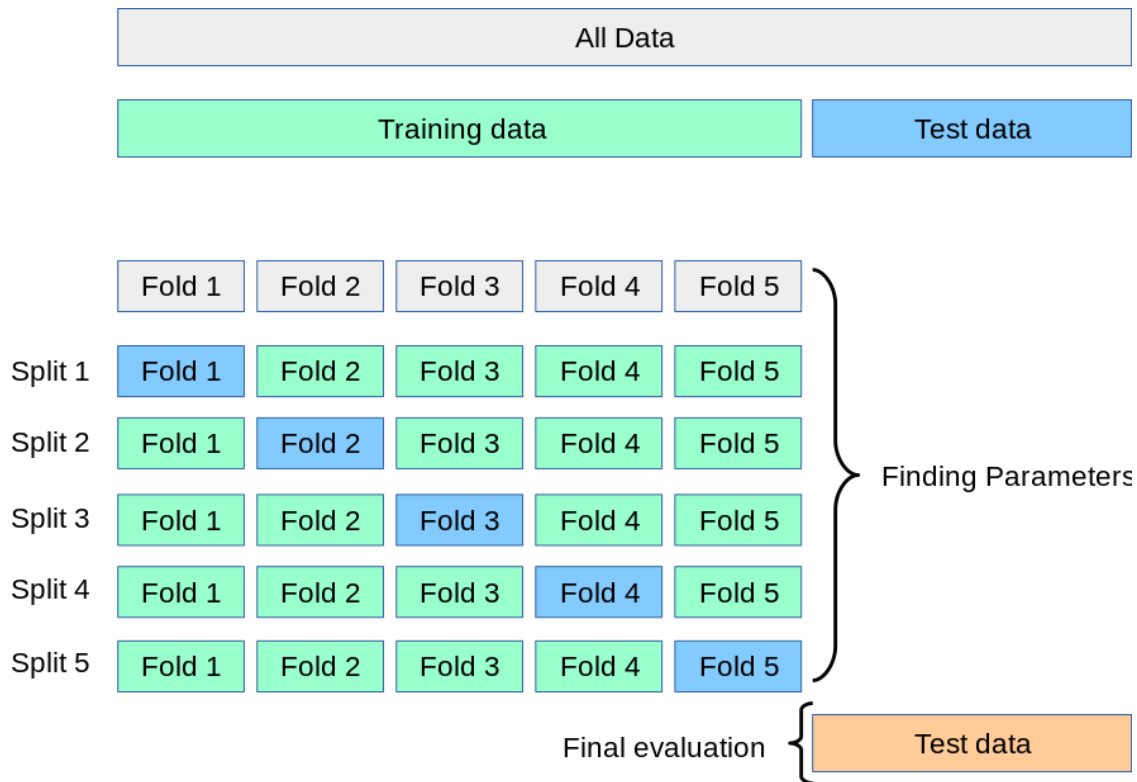 All Data
Training data Test data
Fold 1 Fold 2 Fold 3 Fold 4 Fold 5
Split 1 Fold 1 Fold 2 Fold 3 Fold 4 Fold 5
Split 2 Fold 1 Fold 2 Fold 3 Fold 4 Fold 5
Finding Parameters
Split 3 Fold 1 Fold 2 Fold 3 Fold 4 Fold 5
Split 4 Fold 1 Fold 2 Fold 3 Fold 4 Fold 5
Split 5 Fold 1 Fold 2 Fold 3 Fold 4 Fold 5
Final evaluation Test data